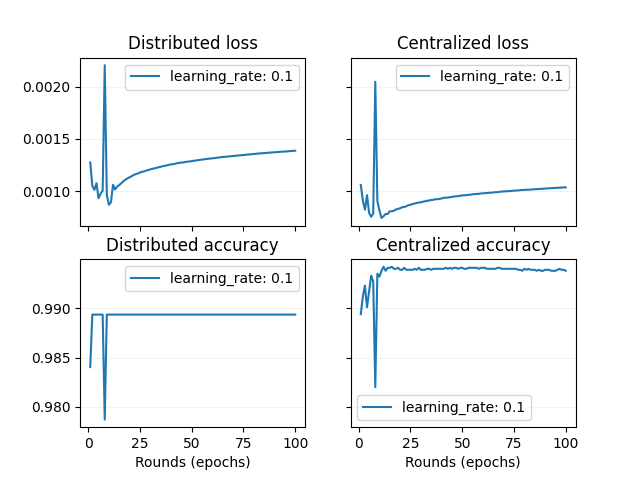 Distributed loss
Centralized loss
learning_rate: 0.1
learning_rate: 0.1
0.0020
0.0015
0.0010
Distributed accuracy
Centralized accuracy
learning_rate: 0.1
0.990
0.985
0.980
learning_rate: 0.1
0 25 50 75 100
0 25 50 75 100
Rounds (epochs)
Rounds (epochs)